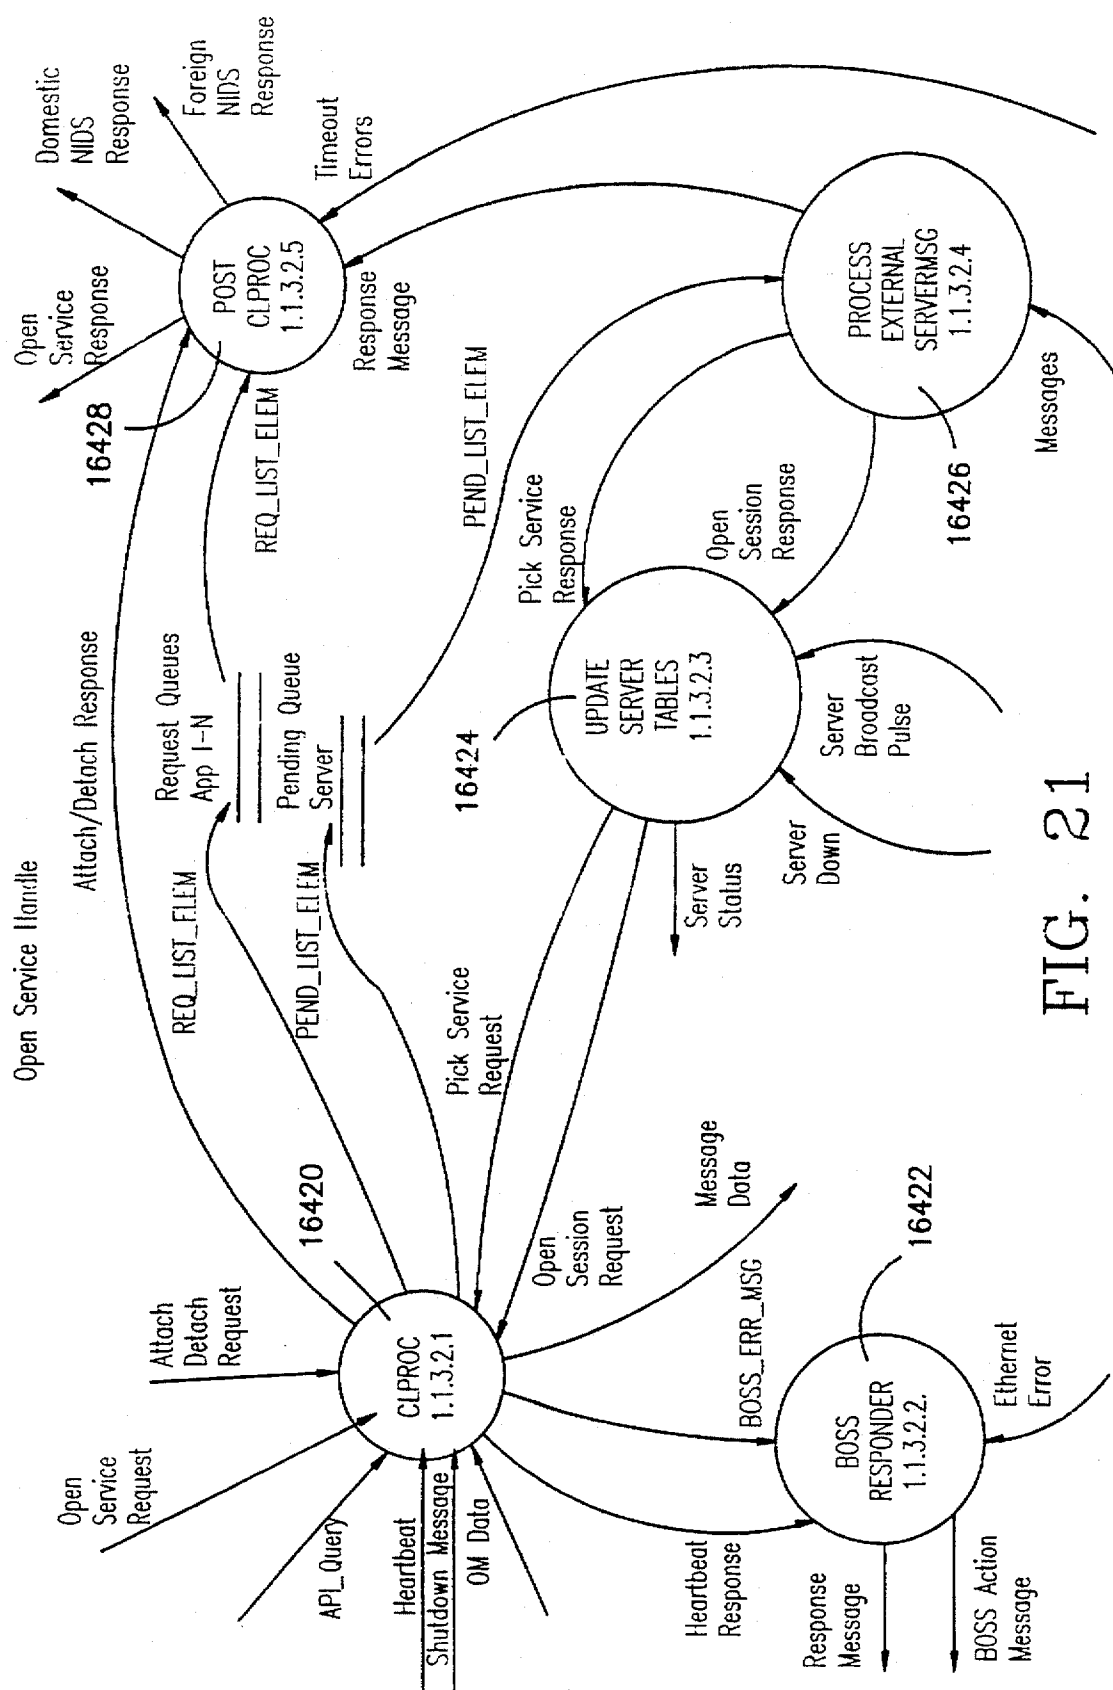 Open Service Handle
Open
Service
Request
Attach
Detach
Request
API_Query
Heartbeat
Shutdown Message
OM Data
CLPROC
1.1.3.2.1
16420
Attach/Detach Response
REQ_LIST_ELEM
PEND_LIST_ELEM
Request Queues
App 1-N
Pending Queue
Server
REQ_LIST_ELEM
PEND_LIST_ELEM
16428
POST
CLPROC
1.1.3.2.5
Open
Service
Response
Domestic
NIDS
Response
Foreign
NIDS
Response
Timeout
Errors
Response
Message
Pick Service
Request
Open
Session
Request
Message
Data
Heartbeat
Response
BOSS_ERR_MSG
16422
BOSS
RESPONDER
1.1.3.2.2.
Response
Message
BOSS Action
Message
Ethernet
Error
16424
UPDATE
SERVER
TABLES
1.1.3.2.3
Server
Status
Server
Down
Server
Broadcast
Pulse
Pick Service
Response
Open
Session
Response
PROCESS
EXTERNAL
SERVERMSG
1.1.3.2.4
16426
Messages
FIG. 21